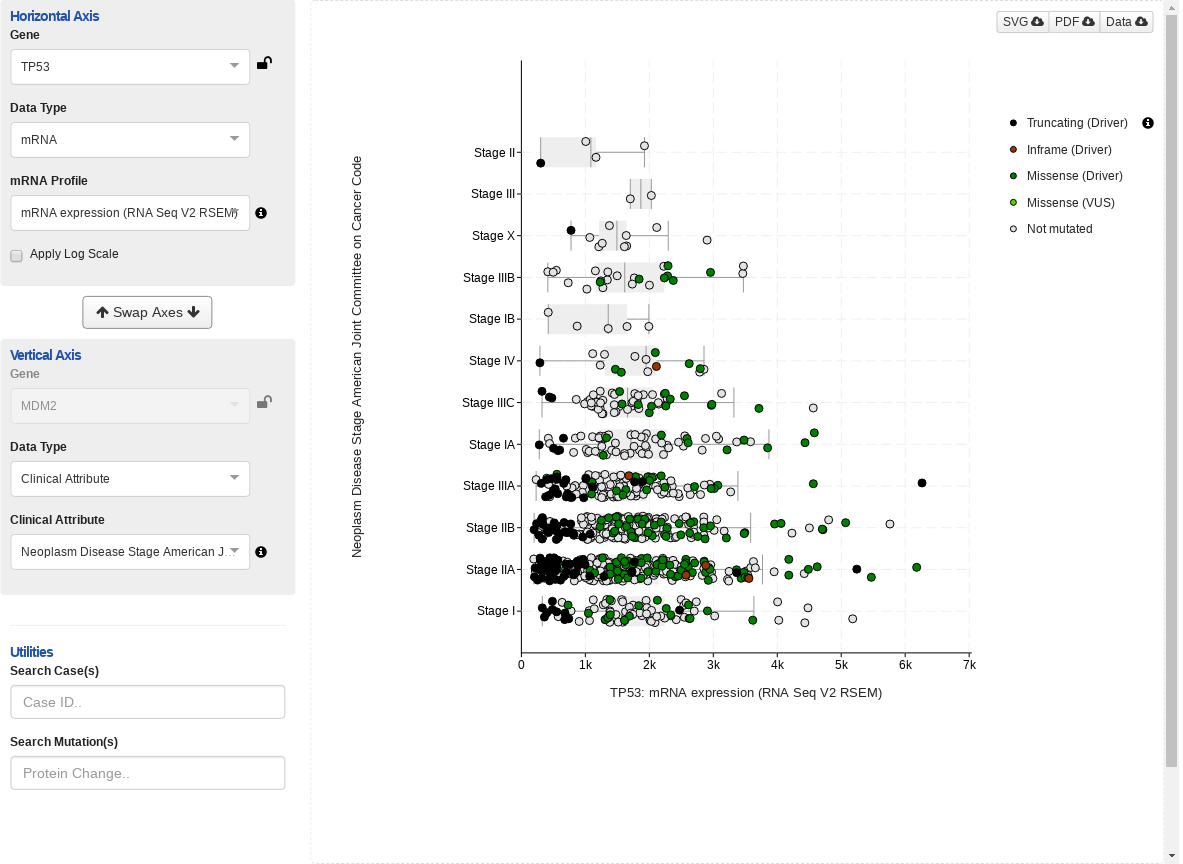 Horizontal Axis
Gene
TP53
Data Type
mRNA
mRNA Profile
mRNA expression (RNA Seq V2 RSEM)
Apply Log Scale
Swap Axes
Vertical Axis
Gene
MDM2
Data Type
Clinical Attribute
Clinical Attribute
Neoplasm Disease Stage American J...
Utilities
Search Case(s)
Case ID..
Search Mutation(s)
Protein Change..
SVG PDF Data
Neoplasm Disease Stage American Joint Committee on Cancer Code
Stage II
Stage III
Stage X
Stage IIIB
Stage IB
Stage IV
Stage IIIC
Stage IA
Stage IIIA
Stage IIB
Stage IIA
Stage I
0 1k 2k 3k 4k 5k 6k 7k
TP53: mRNA expression (RNA Seq V2 RSEM)
Truncating (Driver)
Inframe (Driver)
Missense (Driver)
Missense (VUS)
Not mutated